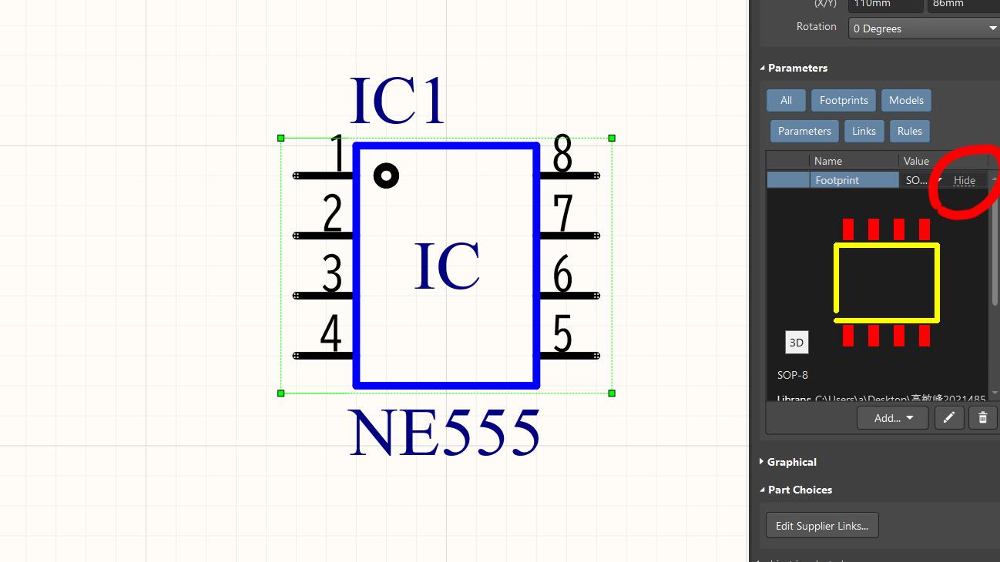 (X/Y) 110mm 86mm
Rotation 0 Degrees
Parameters
All Footprints Models
Parameters Links Rules
Name Value
Footprint SO... Hide
3D
SOP-8
Library: C:\Users\a\Desktop\高敏峰2021485
Add...
Graphical
Part Choices
Edit Supplier Links...
IC1
1 8
2 7
3 6
4 5
IC
NE555